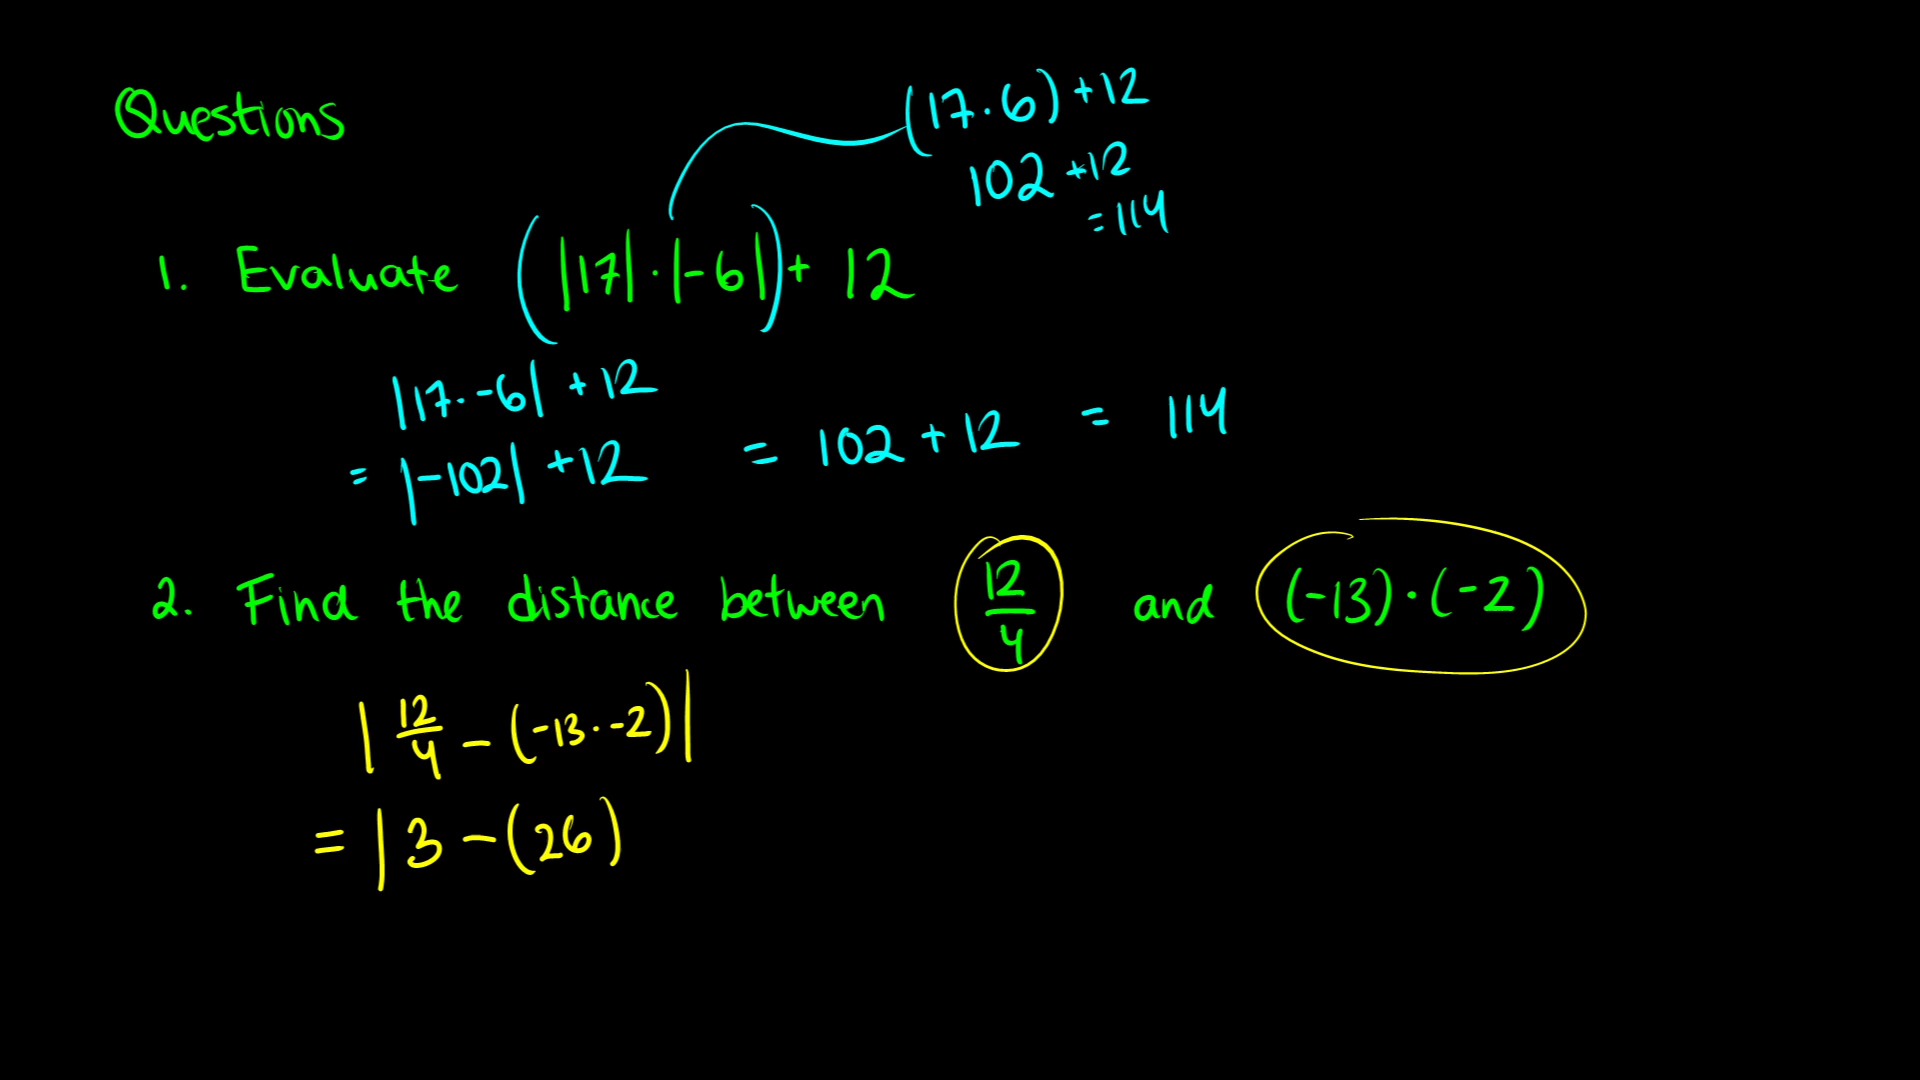 Questions
(17·6)+12
102 +12
=114
1. Evaluate (|17|·|-6|)+ 12
|17·-6| +12
= |-102| +12 = 102 + 12 = 114
2. Find the distance between 12/4 and (-13)·(-2)
|12/4 - (-13·-2)|
= |3 - (26)